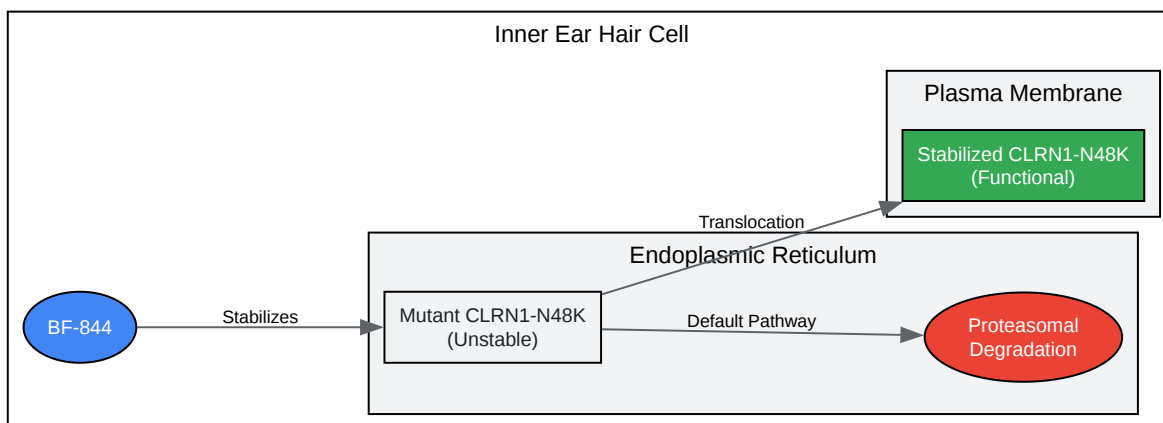 Inner Ear Hair Cell
Plasma Membrane
Stabilized CLRN1-N48K
(Functional)
Translocation
Endoplasmic Reticulum
BF-844
Stabilizes
Mutant CLRN1-N48K
(Unstable)
Default Pathway
Proteasomal
Degradation